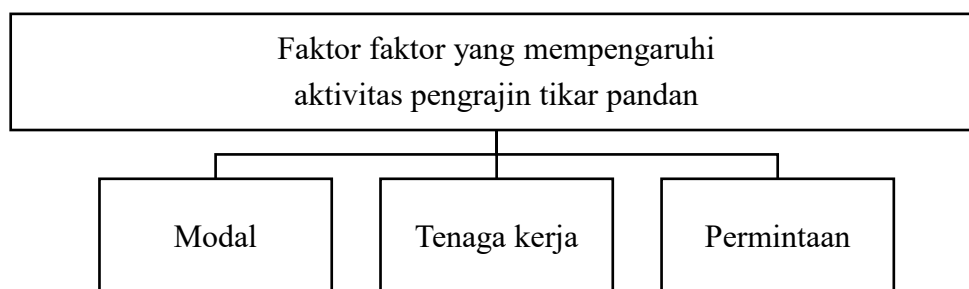 Faktor faktor yang mempengaruhi
aktivitas pengrajin tikar pandan
Modal
Tenaga kerja
Permintaan